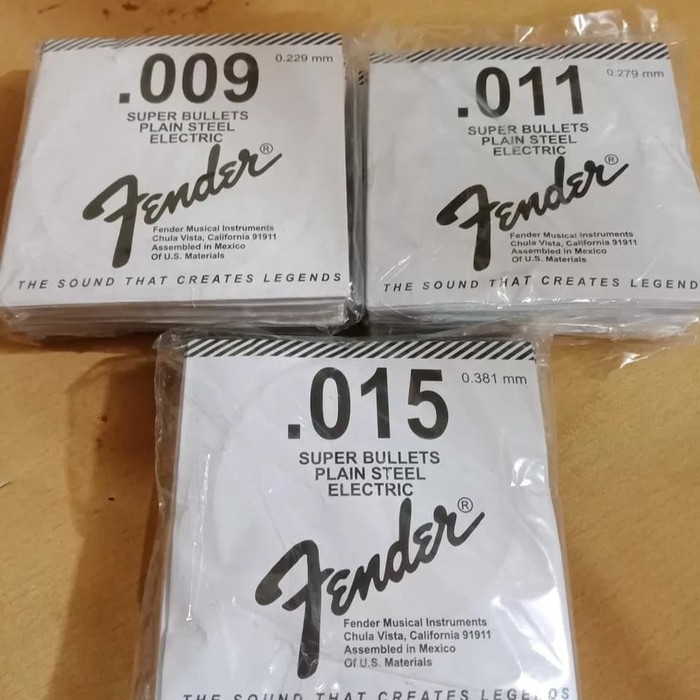 .009
0.229 mm
SUPER BULLETS
PLAIN STEEL
ELECTRIC
Fender®
Fender Musical Instruments
Chula Vista, California 91911
Assembled in Mexico
Of U.S. Materials
THE SOUND THAT CREATES LEGENDS
.011
0.279 mm
SUPER BULLETS
PLAIN STEEL
ELECTRIC
Fender®
Fender Musical Instruments
Chula Vista, California 91911
Assembled in Mexico
Of U.S. Materials
THE SOUND THAT CREATES LEGEND
.015
0.381 mm
SUPER BULLETS
PLAIN STEEL
ELECTRIC
Fender®
Fender Musical Instruments
Chula Vista, California 91911
Assembled in Mexico
Of U.S. Materials
THE SOUND THAT CREATES LEGENDS